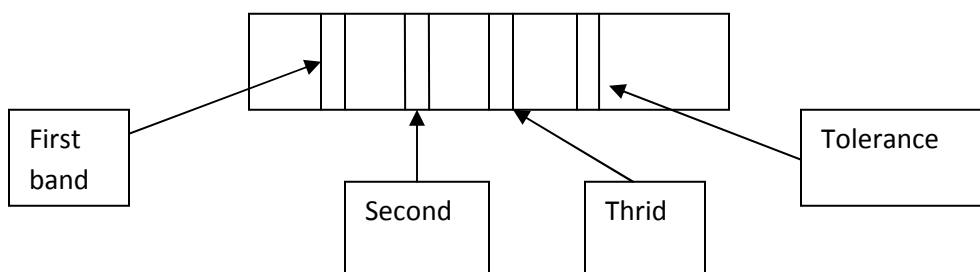 First
band
Second
Thrid
Tolerance